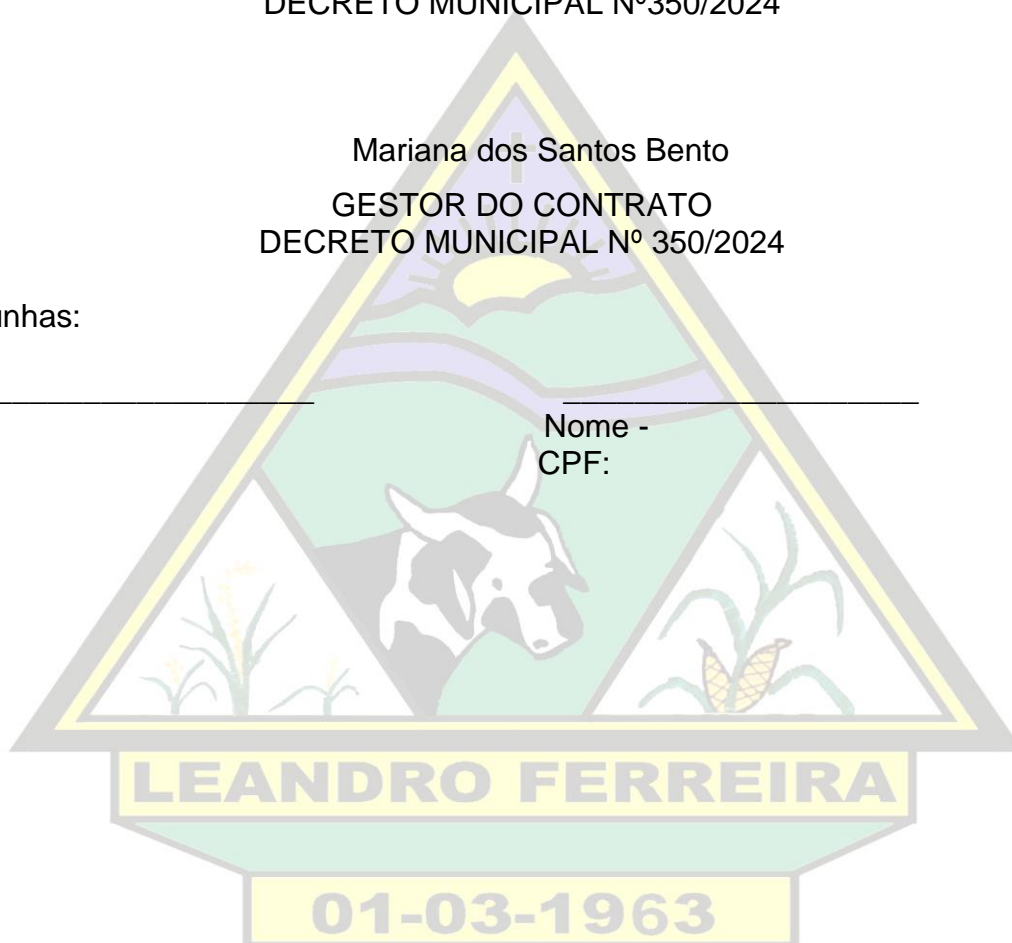 DECRETO MUNICIPAL Nº350/2024
Mariana dos Santos Bento
GESTOR DO CONTRATO
DECRETO MUNICIPAL Nº 350/2024
unhas:
Nome -
CPF:
LEANDRO FERREIRA
01-03-1963